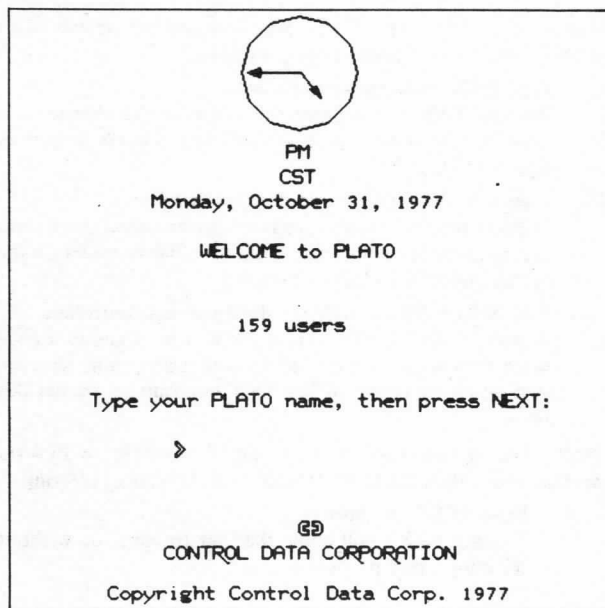 PM
CST
Monday, October 31, 1977
WELCOME to PLATO
159 users
Type your PLATO name, then press NEXT:
CONTROL DATA CORPORATION
Copyright Control Data Corp. 1977